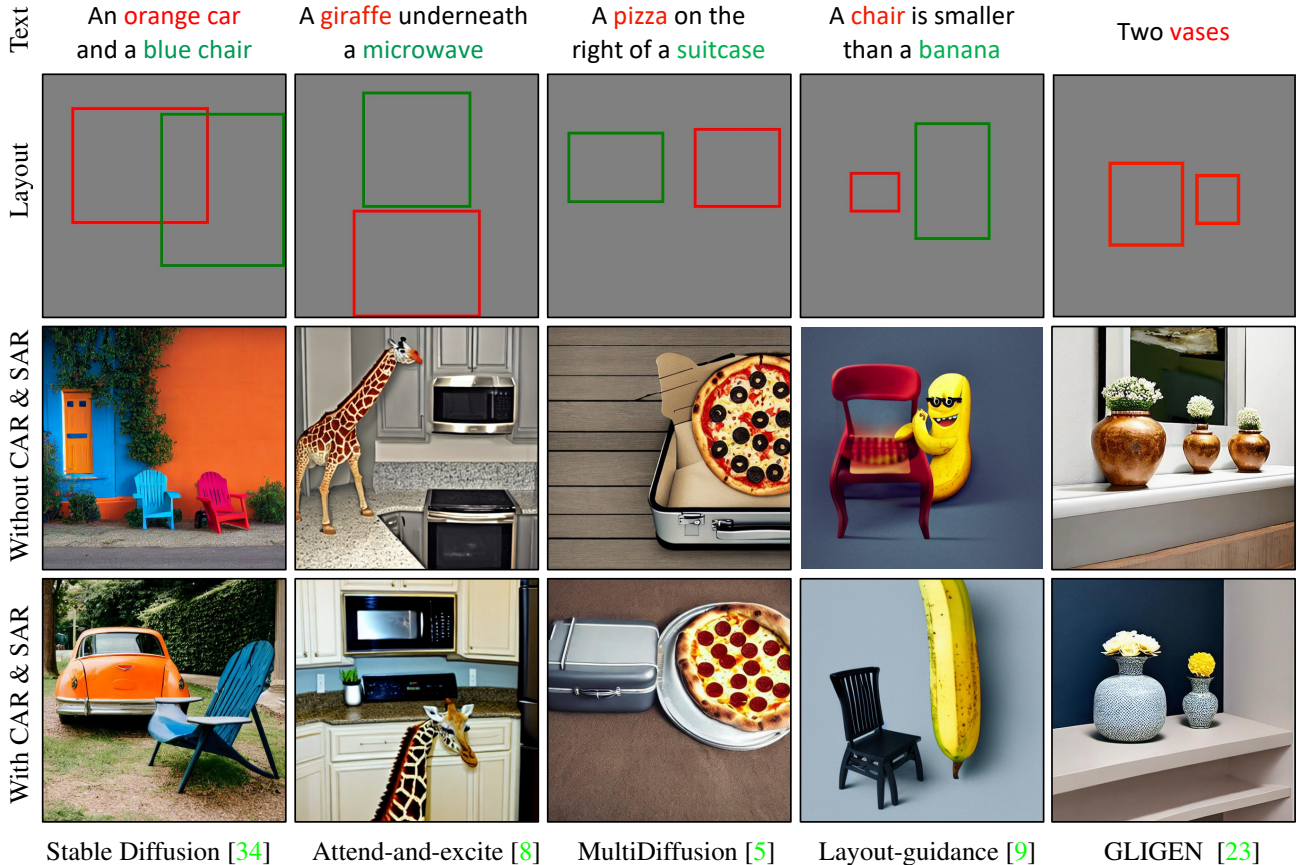 Text
An orange car
and a blue chair
A giraffe underneath
a microwave
A pizza on the
right of a suitcase
A chair is smaller
than a banana
Two vases
Layout
Without CAR & SAR
With CAR & SAR
Stable Diffusion [34]
Attend-and-excite [8]
MultiDiffusion [5]
Layout-guidance [9]
GLIGEN [23]